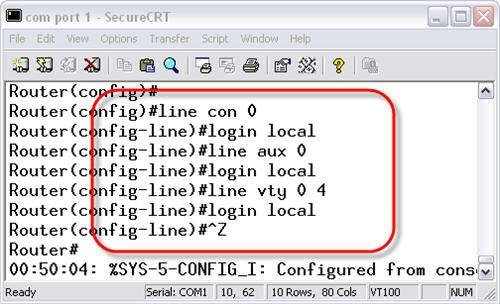 com port 1 - SecureCRT
File Edit View Options Transfer Script Window Help
Router(config)#
Router(config)#line con 0
Router(config-line)#login local
Router(config-line)#line aux 0
Router(config-line)#login local
Router(config-line)#line vty 0 4
Router(config-line)#login local
Router(config-line)#^Z
Router#
00:50:04: %SYS-5-CONFIG_I: Configured from conso
Ready Serial: COM1 10, 62 10 Rows, 80 Cols VT100 NUM